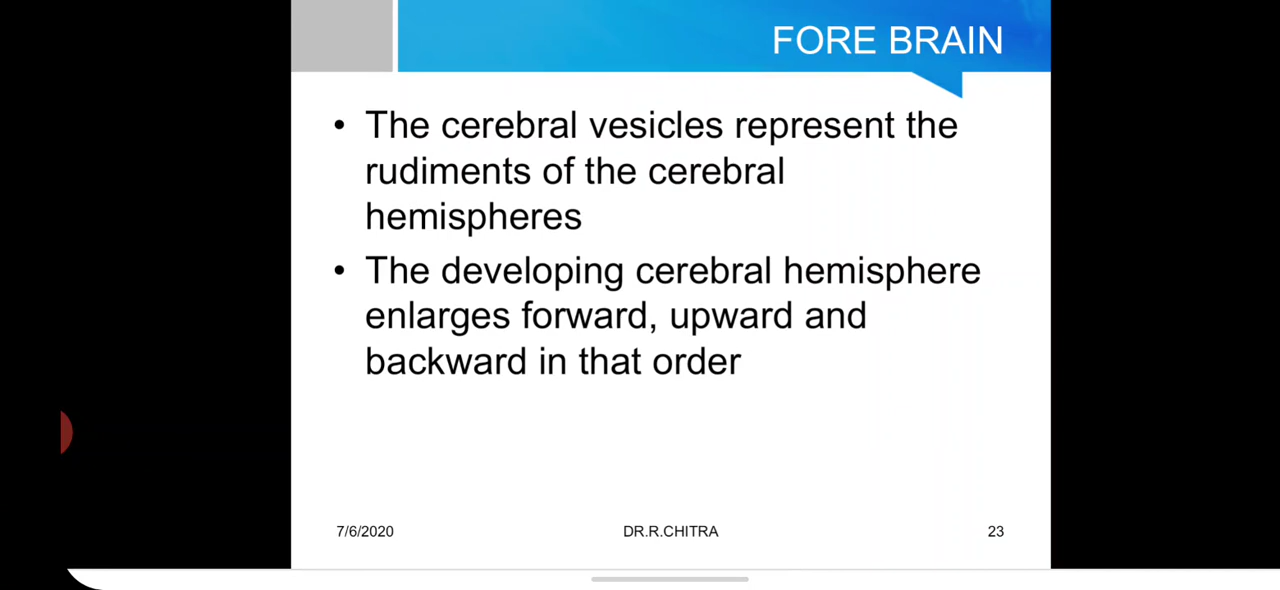 FORE BRAIN
• The cerebral vesicles represent the
rudiments of the cerebral
hemispheres
• The developing cerebral hemisphere
enlarges forward, upward and
backward in that order
7/6/2020 DR.R.CHITRA 23